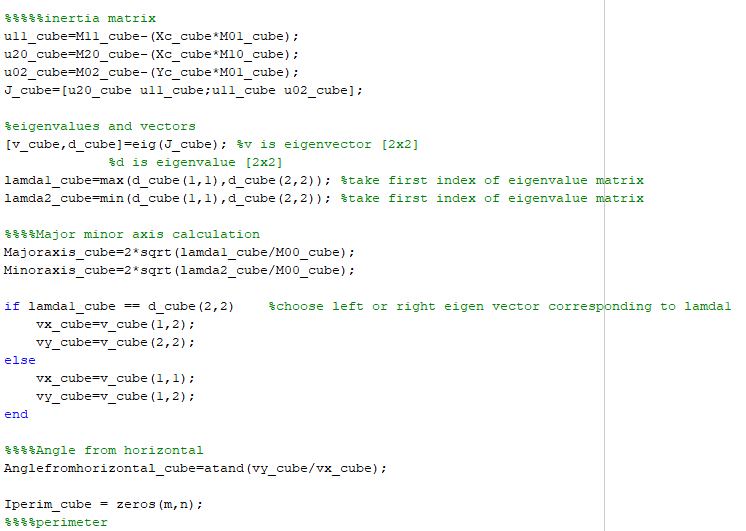 %%%%%inertia matrix
u11_cube=M11_cube-(Xc_cube*M01_cube);
u20_cube=M20_cube-(Xc_cube*M10_cube);
u02_cube=M02_cube-(Yc_cube*M01_cube);
J_cube=[u20_cube u11_cube;u11_cube u02_cube];
%eigenvalues and vectors
[v_cube,d_cube]=eig(J_cube); %v is eigenvector [2x2]
%d is eigenvalue [2x2]
lamda1_cube=max(d_cube(1,1),d_cube(2,2)); %take first index of eigenvalue matrix
lamda2_cube=min(d_cube(1,1),d_cube(2,2)); %take first index of eigenvalue matrix
%%%%Major minor axis calculation
Majoraxis_cube=2*sqrt(lamda1_cube/M00_cube);
Minoraxis_cube=2*sqrt(lamda2_cube/M00_cube);
if lamda1_cube == d_cube(2,2) %choose left or right eigen vector corresponding to lamda1
vx_cube=v_cube(1,2);
vy_cube=v_cube(2,2);
else
vx_cube=v_cube(1,1);
vy_cube=v_cube(1,2);
end
%%%%Angle from horizontal
Anglefromhorizontal_cube=atand(vy_cube/vx_cube);
Iperim_cube = zeros(m,n);
%%%%perimeter